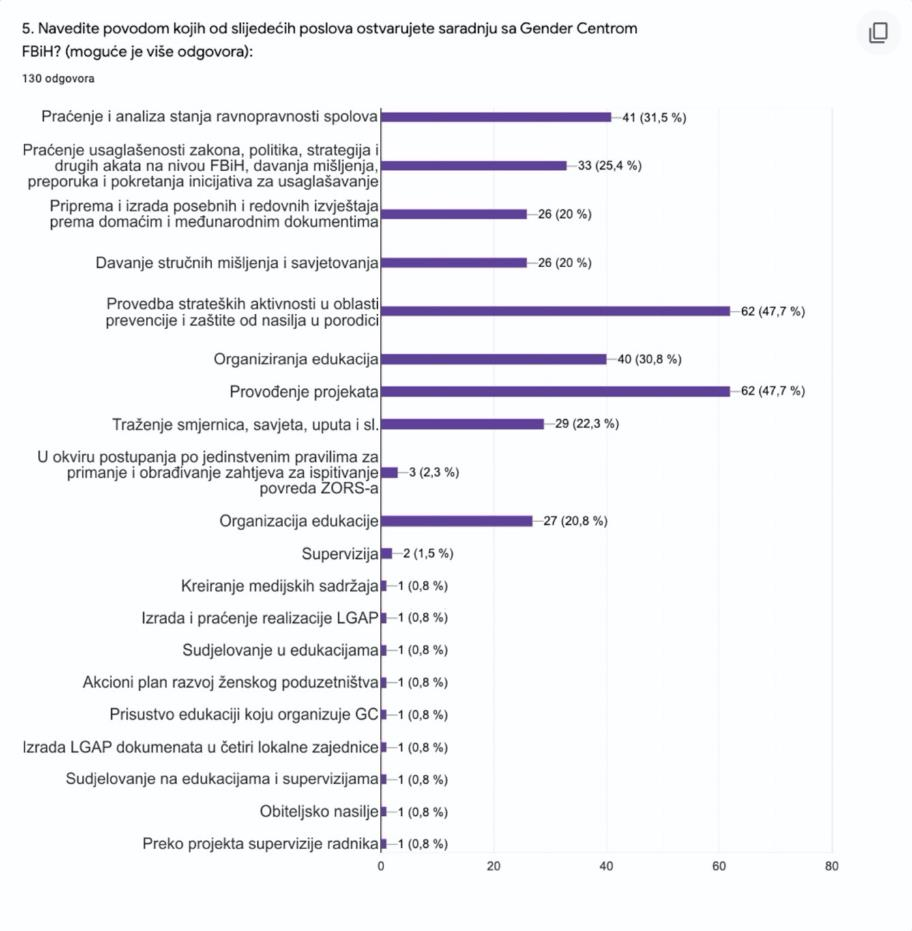 5. Navedite povodom kojih od slijedećih poslova ostvarujete saradnju sa Gender Centrom
FBiH? (moguće je više odgovora):
130 odgovora
Praćenje i analiza stanja ravnopravnosti spolova
41 (31,5 %)
Praćenje usaglašenosti zakona, politika, strategija i
drugih akata na nivou FBiH, davanja mišljenja,
preporuka i pokretanja inicijativa za usaglašavanje
33 (25,4 %)
Priprema i izrada posebnih i redovnih izvještaja
prema domaćim i međunarodnim dokumentima
26 (20 %)
Davanje stručnih mišljenja i savjetovanja
26 (20 %)
Provedba strateških aktivnosti u oblasti
prevencije i zaštite od nasilja u porodici
62 (47,7 %)
Organiziranja edukacija
40 (30,8 %)
Provođenje projekata
62 (47,7 %)
Traženje smjernica, savjeta, uputa i sl.
29 (22,3 %)
U okviru postupanja po jedinstvenim pravilima za
primanje i obrađivanje zahtjeva za ispitivanje
povreda ZORS-a
3 (2,3 %)
Organizacija edukacije
27 (20,8 %)
Supervizija
2 (1,5 %)
Kreiranje medijskih sadržaja
1 (0,8 %)
Izrada i praćenje realizacije LGAP
1 (0,8 %)
Sudjelovanje u edukacijama
1 (0,8 %)
Akcioni plan razvoj ženskog poduzetništva
1 (0,8 %)
Prisustvo edukaciji koju organizuje GC
1 (0,8 %)
Izrada LGAP dokumenata u četiri lokalne zajednice
1 (0,8 %)
Sudjelovanje na edukacijama i supervizijama
1 (0,8 %)
Obiteljsko nasilje
1 (0,8 %)
Preko projekta supervizije radnika
1 (0,8 %)
0 20 40 60 80